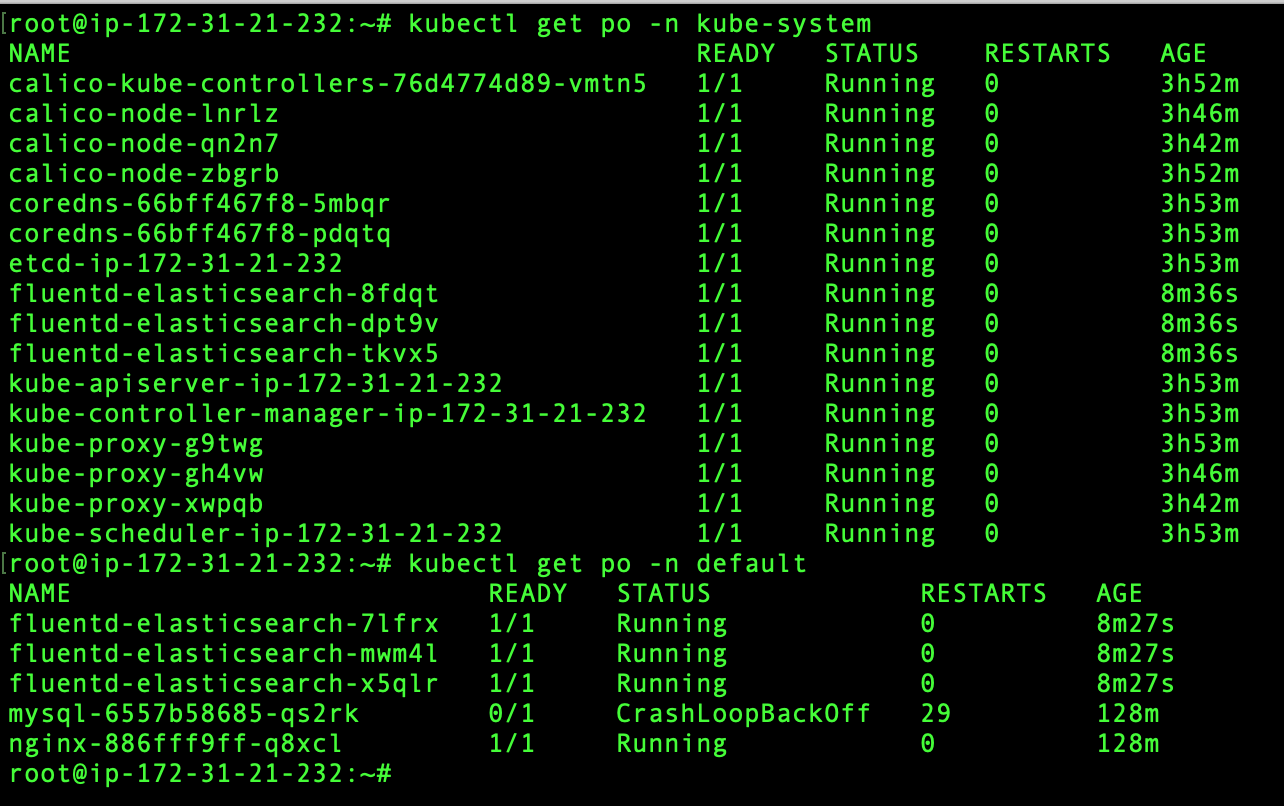 [root@ip-172-31-21-232:~# kubectl get po -n kube-system
NAME READY STATUS RESTARTS AGE
calico-kube-controllers-76d4774d89-vmtn5 1/1 Running 0 3h52m
calico-node-lnrlz 1/1 Running 0 3h46m
calico-node-qn2n7 1/1 Running 0 3h42m
calico-node-zbgrb 1/1 Running 0 3h52m
coredns-66bff467f8-5mbqr 1/1 Running 0 3h53m
coredns-66bff467f8-pdqtq 1/1 Running 0 3h53m
etcd-ip-172-31-21-232 1/1 Running 0 3h53m
fluentd-elasticsearch-8fdqt 1/1 Running 0 8m36s
fluentd-elasticsearch-dpt9v 1/1 Running 0 8m36s
fluentd-elasticsearch-tkvx5 1/1 Running 0 8m36s
kube-apiserver-ip-172-31-21-232 1/1 Running 0 3h53m
kube-controller-manager-ip-172-31-21-232 1/1 Running 0 3h53m
kube-proxy-g9twg 1/1 Running 0 3h53m
kube-proxy-gh4vw 1/1 Running 0 3h46m
kube-proxy-xwpqb 1/1 Running 0 3h42m
kube-scheduler-ip-172-31-21-232 1/1 Running 0 3h53m
[root@ip-172-31-21-232:~# kubectl get po -n default
NAME READY STATUS RESTARTS AGE
fluentd-elasticsearch-7lfrx 1/1 Running 0 8m27s
fluentd-elasticsearch-mwm4l 1/1 Running 0 8m27s
fluentd-elasticsearch-x5qlr 1/1 Running 0 8m27s
mysql-6557b58685-qs2rk 0/1 CrashLoopBackOff 29 128m
nginx-886fff9ff-q8xcl 1/1 Running 0 128m
root@ip-172-31-21-232:~#